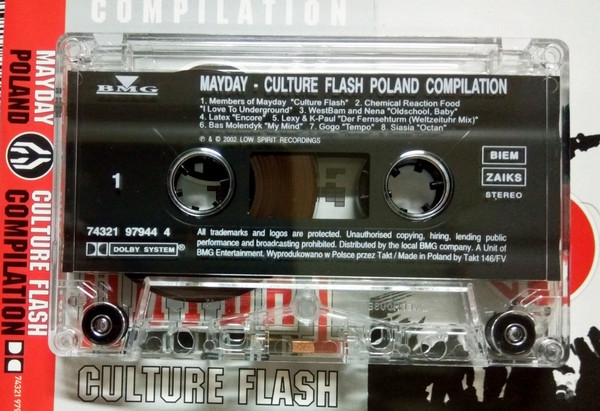 COMPILATION
MAYDAY CULTURE FLASH
POLAND COMPILATION
74321 979
BMG
MAYDAY - CULTURE FLASH POLAND COMPILATION
1. Members of Mayday "Culture Flash" 2. Chemical Reaction Food
"I Love To Underground" 3. WestBam and Nena "Oldschool, Baby"
4. Latex "Encore" 5. Lexy & K-Paul "Der Fernsehturm (Weltzeituhr Mix)"
6. Bas Molendyk "My Mind" 7. Gogo "Tempo" 8. Siasia "Octan"
℗ & © 2002 LOW SPIRIT RECORDINGS
1
BIEM
ZAIKS
STEREO
74321 97944 4
DOLBY SYSTEM®
All trademarks and logos are protected. Unauthorised copying, hiring, lending public
performance and broadcasting prohibited. Distributed by the local BMG company. A Unit of
BMG Entertainment. Wyprodukowano w Polsce przez Takt / Made in Poland by Takt 146/FV
CULTURE FLASH